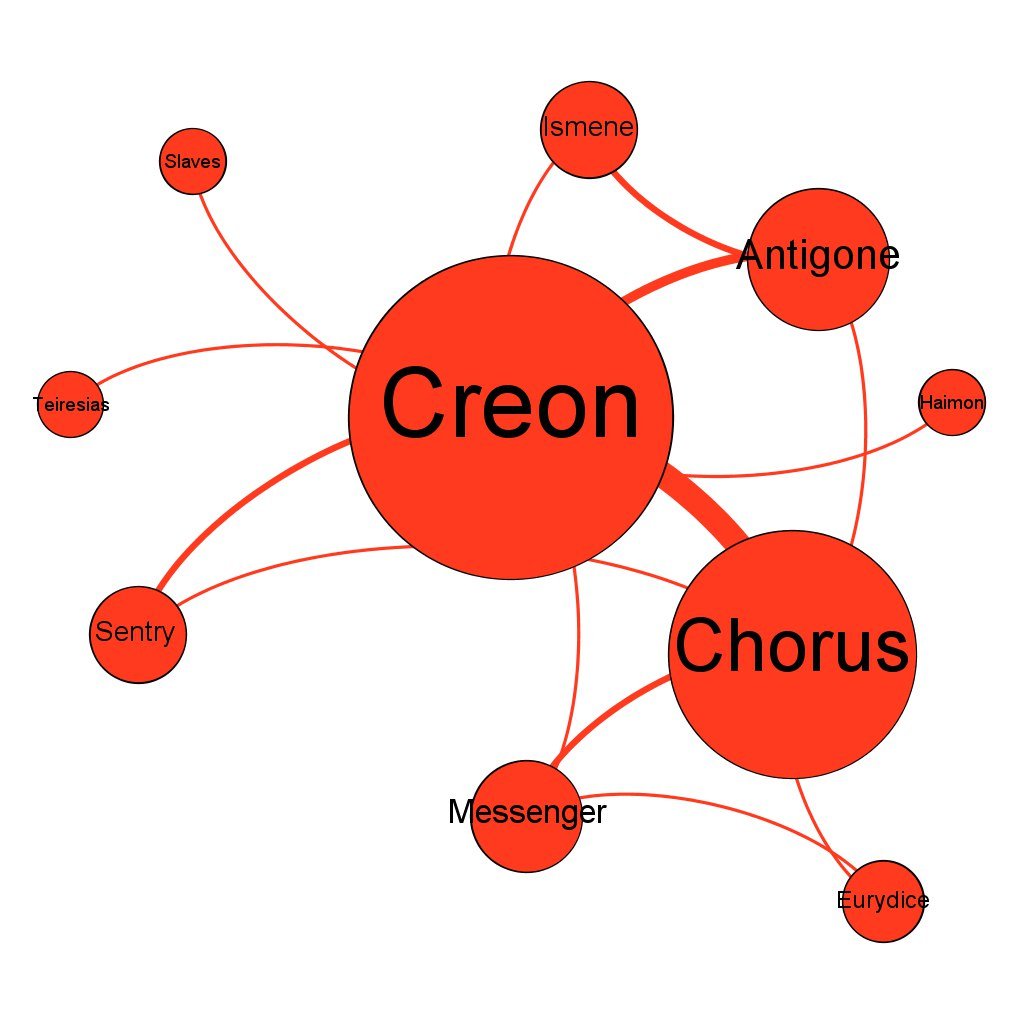 Ismene
Slaves
Antigone
Creon
Teiresias
Haimon
Sentry
Chorus
Messenger
Eurydice